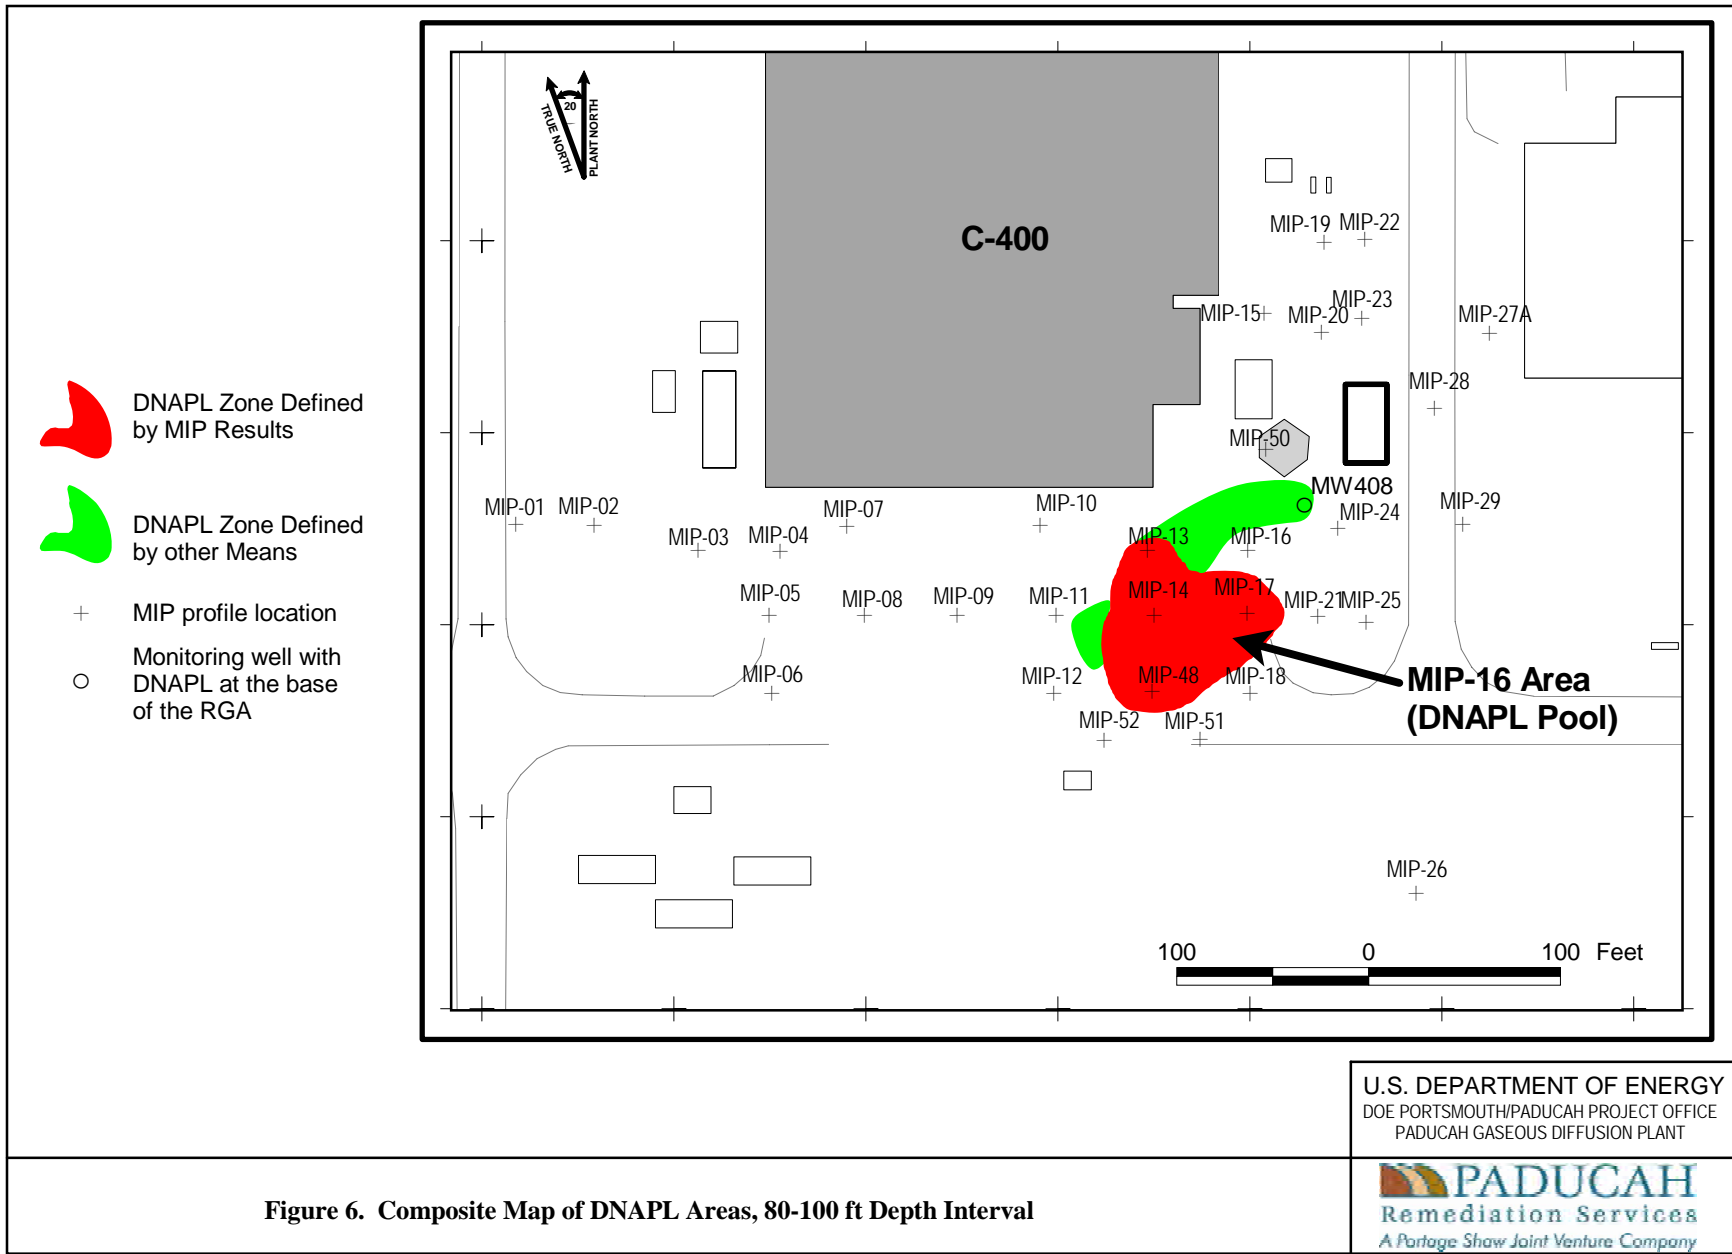 20
TRUE NORTH
PLANT NORTH
C-400
MIP-19
MIP-22
MIP-15
MIP-20
MIP-23
MIP-27A
MIP-28
MIP-50
MW408
MIP-01
MIP-02
MIP-03
MIP-04
MIP-07
MIP-10
MIP-13
MIP-16
MIP-24
MIP-29
MIP-05
MIP-08
MIP-09
MIP-11
MIP-14
MIP-17
MIP-21
MIP-25
MIP-06
MIP-12
MIP-48
MIP-18
MIP-52
MIP-51
MIP-16 Area
(DNAPL Pool)
MIP-26
100 0 100 Feet
DNAPL Zone Defined
by MIP Results
DNAPL Zone Defined
by other Means
MIP profile location
Monitoring well with
DNAPL at the base
of the RGA
U.S. DEPARTMENT OF ENERGY
DOE PORTSMOUTH/PADUCAH PROJECT OFFICE
PADUCAH GASEOUS DIFFUSION PLANT
Figure 6. Composite Map of DNAPL Areas, 80-100 ft Depth Interval
PADUCAH
Remediation Services
A Portage Shaw Joint Venture Company